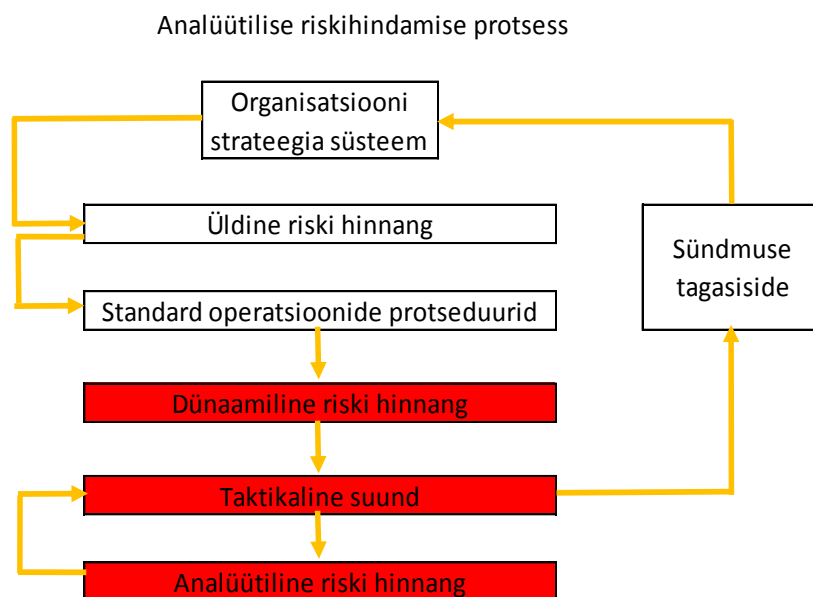 Analüütilise riskihindamise protsess
Organisatsiooni
strateegia süsteem
Üldine riski hinnang
Sündmuse
tagasiside
Standard operatsioonide protseduurid
Dünaamiline riski hinnang
Taktikaline suund
Analüütiline riski hinnang